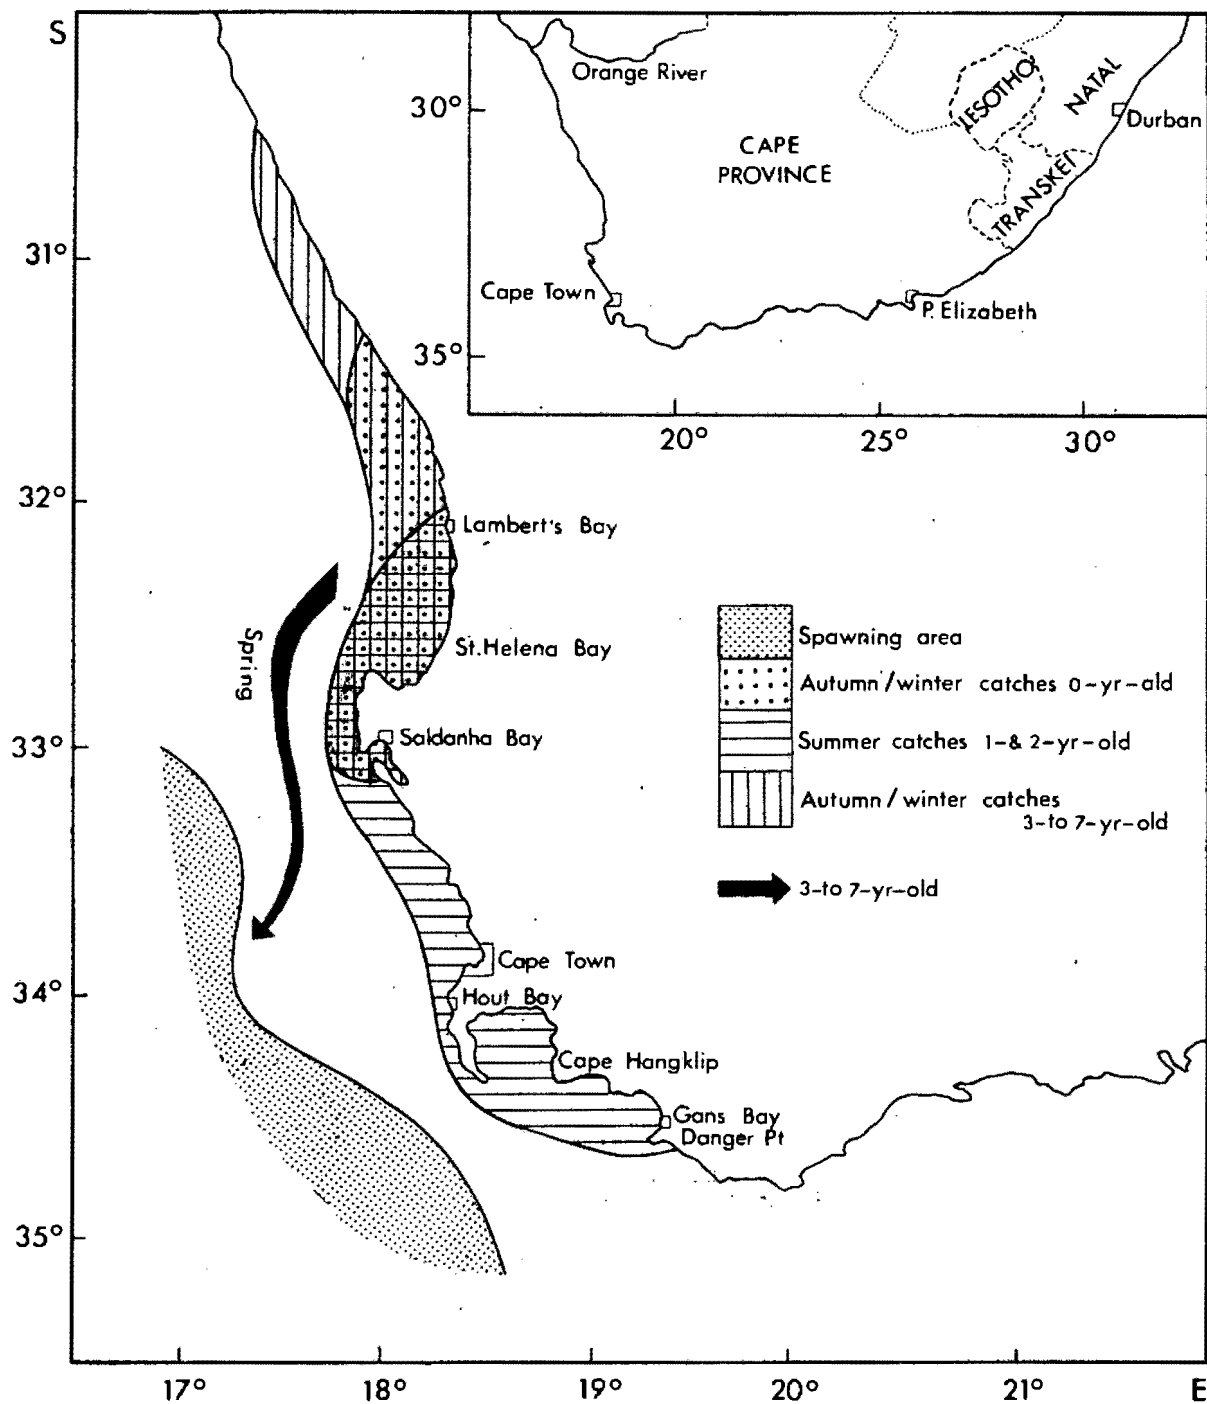 S
31°
32°
33°
34°
35°
17°
18°
19°
20°
21°
E
30°
35°
20°
25°
30°
Orange River
CAPE
PROVINCE
LESOTHO
NATAL
TRANSKEI
Durban
Cape Town
P. Elizabeth
Lambert's Bay
St. Helena Bay
Saldanha Bay
Cape Town
Hout Bay
Cape Hangklip
Gans Bay
Danger Pt
Spring
Spawning area
Autumn/winter catches 0-yr-ald
Summer catches 1-& 2-yr-old
Autumn/winter catches
3-to 7-yr-old
3-to 7-yr-old